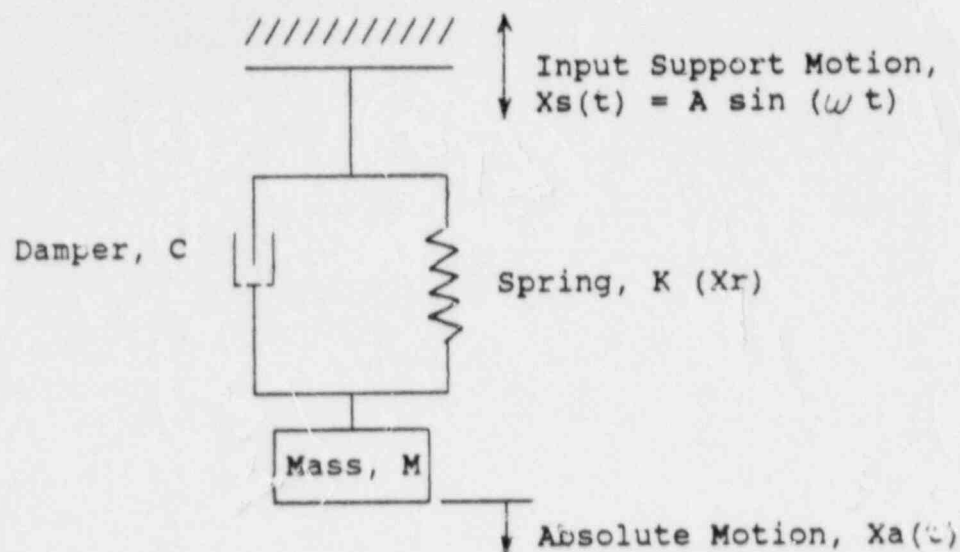 Input Support Motion,
Xs(t) = A sin (ω t)
Damper, C
Spring, K (Xr)
Mass, M
Absolute Motion, Xa(t)